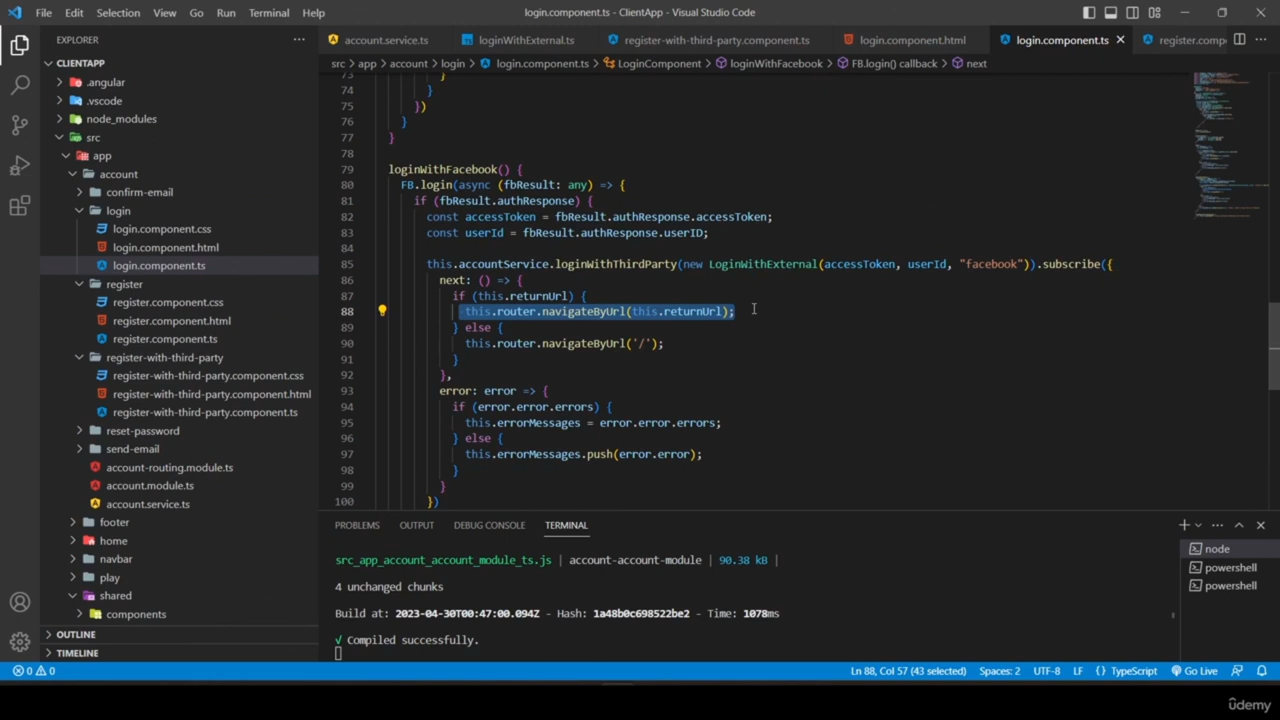 File Edit Selection View Go Run Terminal Help
login.component.ts - ClientApp - Visual Studio Code
EXPLORER
account.service.ts
loginWithExternal.ts
register-with-third-party.component.ts
login.component.html
login.component.ts
register.comp
CLIENTAPP
.angular
.vscode
node_modules
src
app
account
confirm-email
login
login.component.css
login.component.html
login.component.ts
register
register.component.css
register.component.html
register.component.ts
register-with-third-party
register-with-third-party.component.css
register-with-third-party.component.html
register-with-third-party.component.ts
reset-password
send-email
account-routing.module.ts
account.module.ts
account.service.ts
footer
home
navbar
play
shared
components
OUTLINE
TIMELINE
src > app > account > login > login.component.ts > LoginComponent > loginWithFacebook > FB.login() callback > next
73 }
74 }
75 })
76 }
77 }
78
79 loginWithFacebook() {
80 FB.login(async (fbResult: any) => {
81 if (fbResult.authResponse) {
82 const accessToken = fbResult.authResponse.accessToken;
83 const userId = fbResult.authResponse.userID;
84
85 this.accountService.loginWithThirdParty(new LoginWithExternal(accessToken, userId, "facebook")).subscribe({
86 next: () => {
87 if (this.returnUrl) {
88 this.router.navigateByUrl(this.returnUrl);
89 } else {
90 this.router.navigateByUrl('/');
91 }
92 },
93 error: error => {
94 if (error.error.errors) {
95 this.errorMessages = error.error.errors;
96 } else {
97 this.errorMessages.push(error.error);
98 }
99 }
100 })
PROBLEMS OUTPUT DEBUG CONSOLE TERMINAL
src_app_account_account_module_ts.js | account-account-module | 90.38 kB |
4 unchanged chunks
Build at: 2023-04-30T00:47:00.094Z - Hash: 1a48b0c698522be2 - Time: 1078ms
√ Compiled successfully.
node
powershell
powershell
0 0
Ln 88, Col 57 (43 selected) Spaces: 2 UTF-8 LF {} TypeScript Go Live
ûdemy